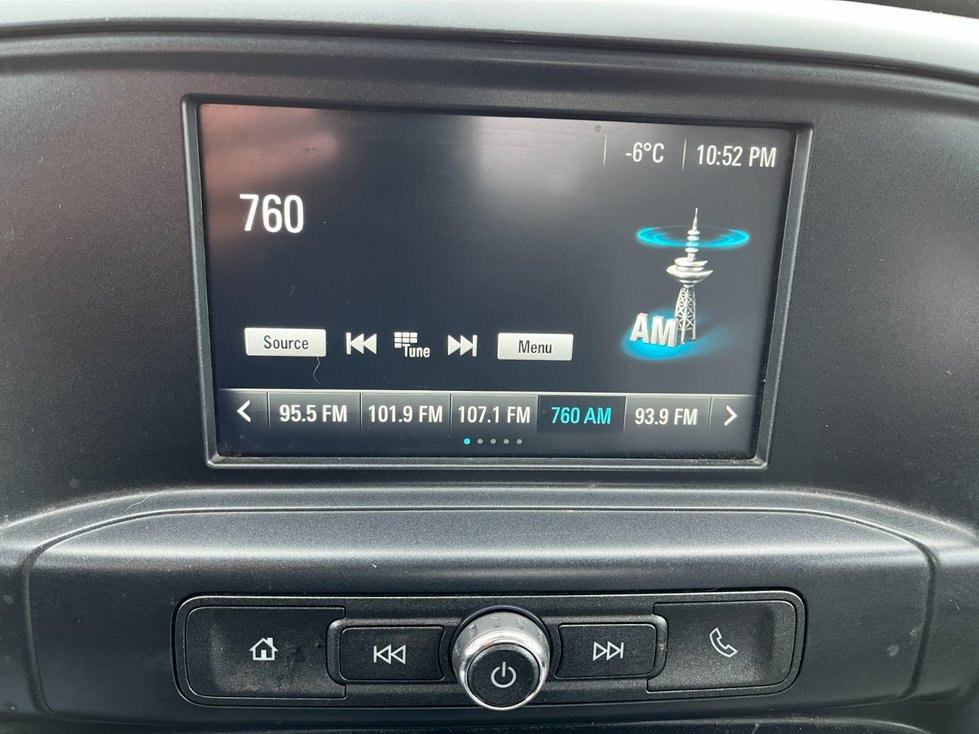 -6°C 10:52 PM
760
AM
Source Tune Menu
95.5 FM 101.9 FM 107.1 FM 760 AM 93.9 FM